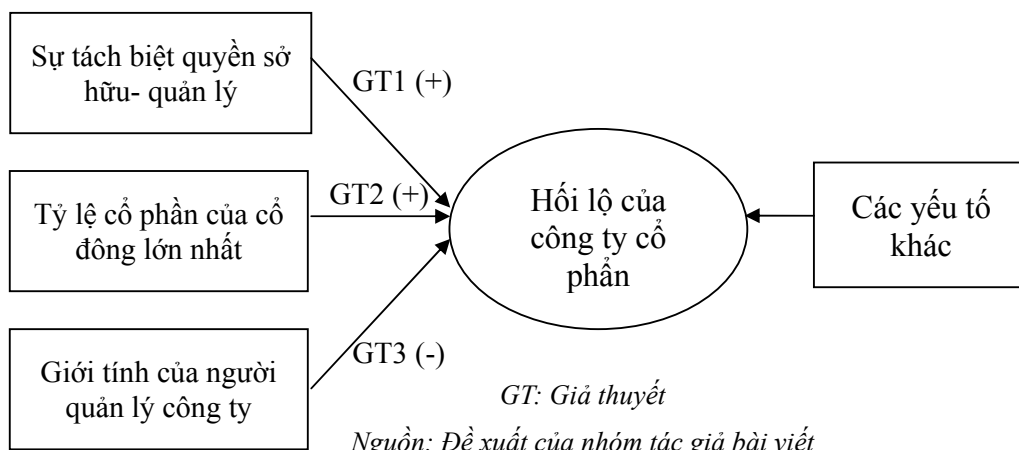 Sự tách biệt quyền sở
hữu- quản lý
GT1 (+)
Tỷ lệ cổ phần của cổ
đông lớn nhất
GT2 (+)
Giới tính của người
quản lý công ty
GT3 (-)
Hối lộ của
công ty cổ
phẩn
Các yếu tố
khác
GT: Giả thuyết
Nguồn: Đề xuất của nhóm tác giả bài viết